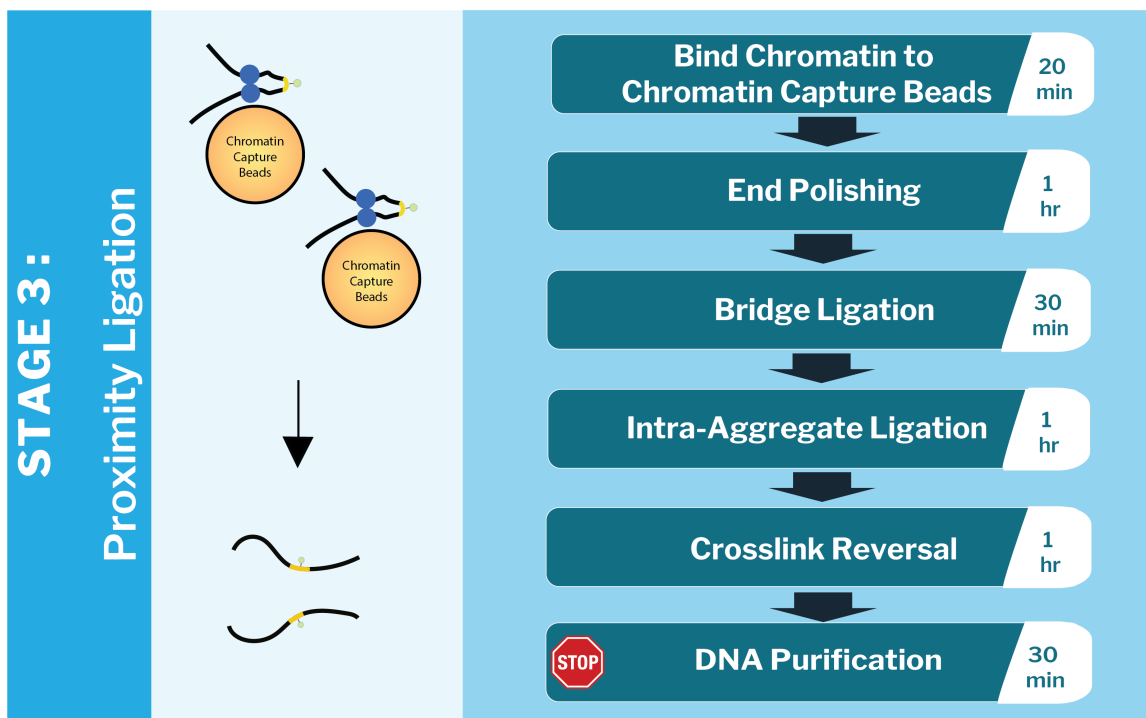 STAGE 3:
Proximity Ligation
Chromatin
Capture
Beads
Chromatin
Capture
Beads
Bind Chromatin to
Chromatin Capture Beads
20
min
End Polishing
1
hr
Bridge Ligation
30
min
Intra-Aggregate Ligation
1
hr
Crosslink Reversal
1
hr
STOP
DNA Purification
30
min